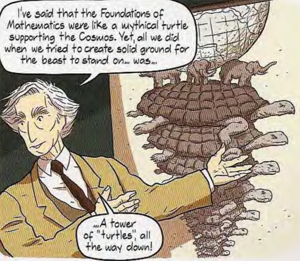 I've said that the Foundations of
Mathematics were like a mythical turtle
supporting the Cosmos. Yet, all we did
when we tried to create solid ground for
the beast to stand on... was...
...A tower
of "turtles", all
the way down!